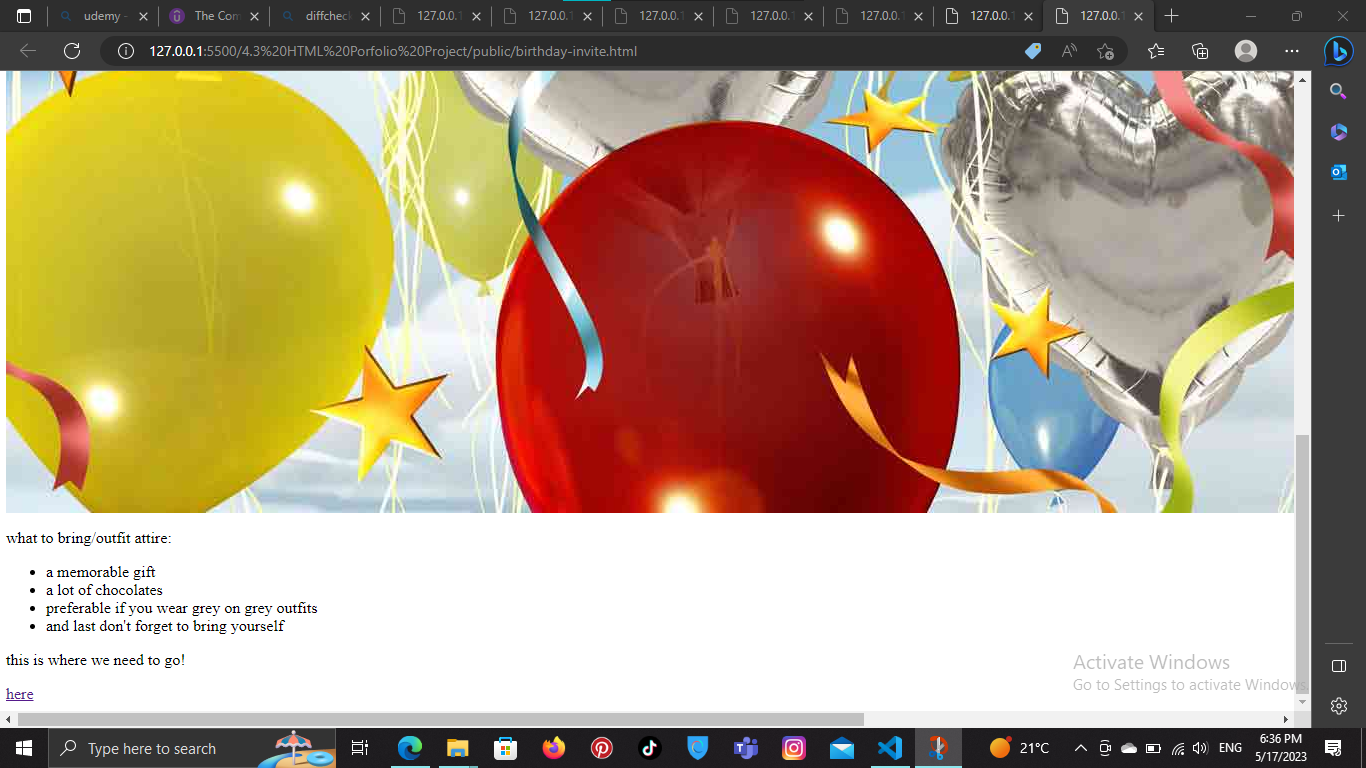 udemy -
The Com
diffchec
127.0.0.1
127.0.0.1
127.0.0.1
127.0.0.1
127.0.0.1
127.0.0.1
127.0.0.1
127.0.0.1:5500/4.3%20HTML%20Porfolio%20Project/public/birthday-invite.html
what to bring/outfit attire:
• a memorable gift
• a lot of chocolates
• preferable if you wear grey on grey outfits
• and last don't forget to bring yourself
this is where we need to go!
here
Activate Windows
Go to Settings to activate Windows.
Type here to search
21°C
ENG
6:36 PM
5/17/2023